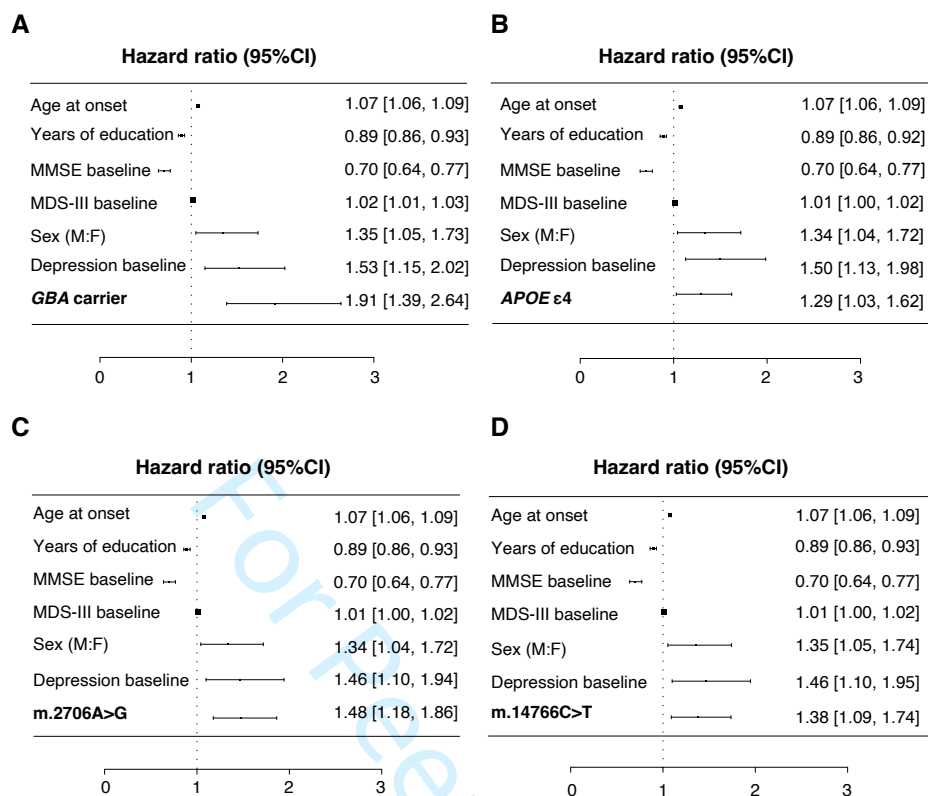 A
Hazard ratio (95%CI)
Age at onset 1.07 [1.06, 1.09]
Years of education 0.89 [0.86, 0.93]
MMSE baseline 0.70 [0.64, 0.77]
MDS-III baseline 1.02 [1.01, 1.03]
Sex (M:F) 1.35 [1.05, 1.73]
Depression baseline 1.53 [1.15, 2.02]
GBA carrier 1.91 [1.39, 2.64]
0 1 2 3
B
Hazard ratio (95%CI)
Age at onset 1.07 [1.06, 1.09]
Years of education 0.89 [0.86, 0.92]
MMSE baseline 0.70 [0.64, 0.77]
MDS-III baseline 1.01 [1.00, 1.02]
Sex (M:F) 1.34 [1.04, 1.72]
Depression baseline 1.50 [1.13, 1.98]
APOE ε4 1.29 [1.03, 1.62]
0 1 2 3
C
Hazard ratio (95%CI)
Age at onset 1.07 [1.06, 1.09]
Years of education 0.89 [0.86, 0.93]
MMSE baseline 0.70 [0.64, 0.77]
MDS-III baseline 1.01 [1.00, 1.02]
Sex (M:F) 1.34 [1.04, 1.72]
Depression baseline 1.46 [1.10, 1.94]
m.2706A>G 1.48 [1.18, 1.86]
0 1 2 3
D
Hazard ratio (95%CI)
Age at onset 1.07 [1.06, 1.09]
Years of education 0.89 [0.86, 0.93]
MMSE baseline 0.70 [0.64, 0.77]
MDS-III baseline 1.01 [1.00, 1.02]
Sex (M:F) 1.35 [1.05, 1.74]
Depression baseline 1.46 [1.10, 1.95]
m.14766C>T 1.38 [1.09, 1.74]
0 1 2 3
For Pee